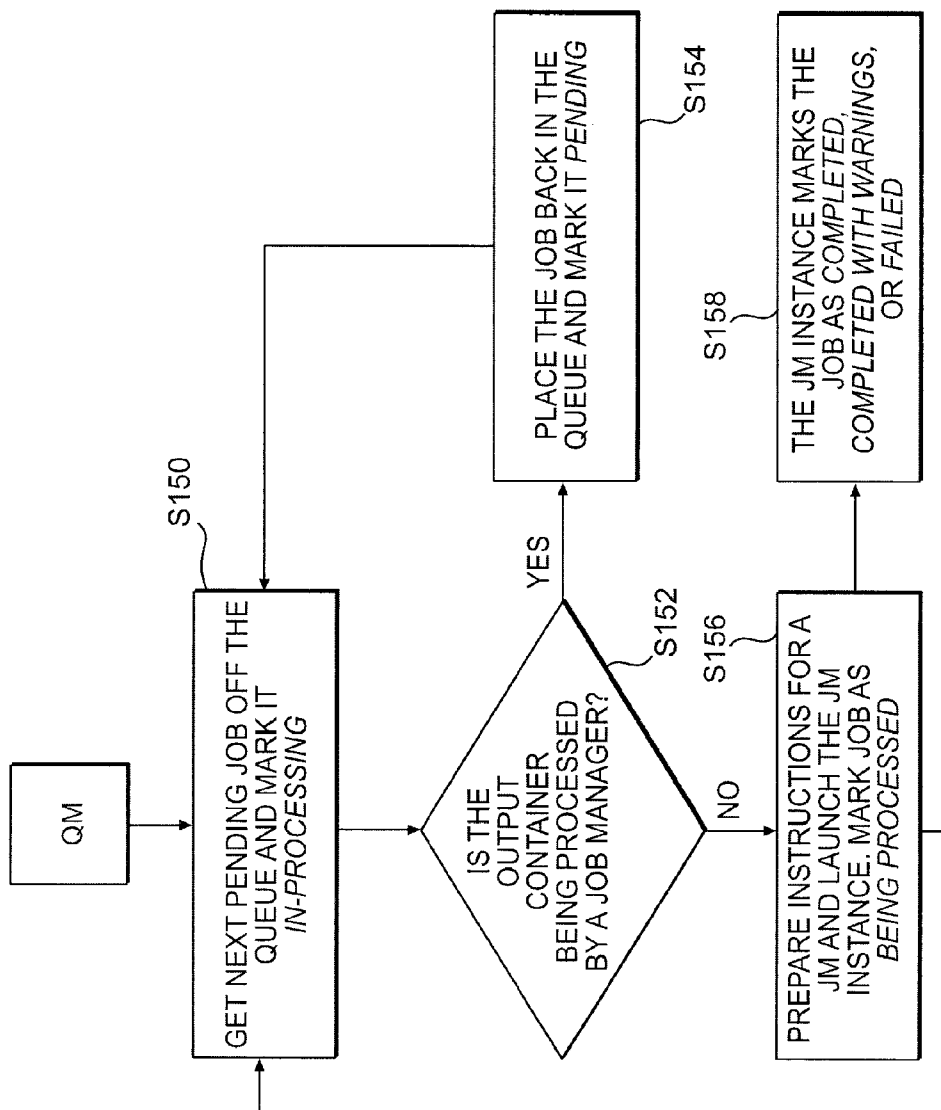 QM
S150
GET NEXT PENDING JOB OFF THE
QUEUE AND MARK IT
IN-PROCESSING
IS THE
OUTPUT
CONTAINER
BEING PROCESSED
BY A JOB MANAGER?
S152
YES
PLACE THE JOB BACK IN THE
QUEUE AND MARK IT PENDING
S154
NO
S156
PREPARE INSTRUCTIONS FOR A
JM AND LAUNCH THE JM
INSTANCE. MARK JOB AS
BEING PROCESSED
S158
THE JM INSTANCE MARKS THE
JOB AS COMPLETED,
COMPLETED WITH WARNINGS,
OR FAILED